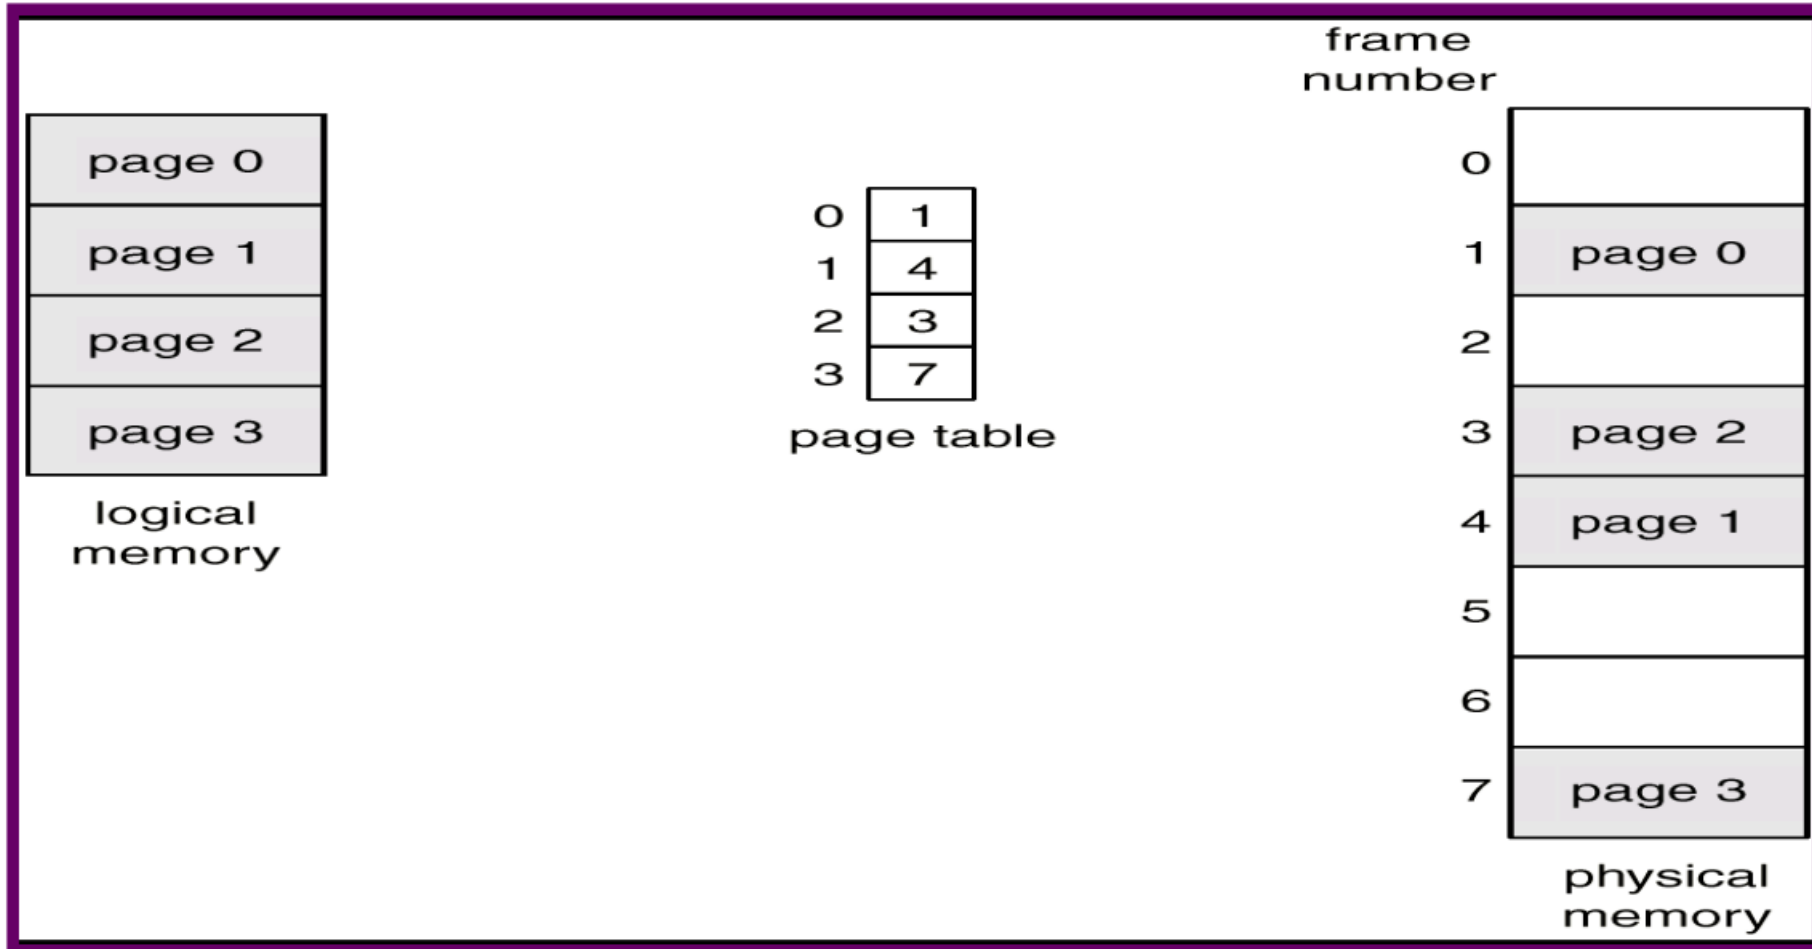 frame
number
page 0
page 1
page 2
page 3
logical
memory
0 1
1 4
2 3
3 7
page table
0
1 page 0
2
3 page 2
4 page 1
5
6
7 page 3
physical
memory